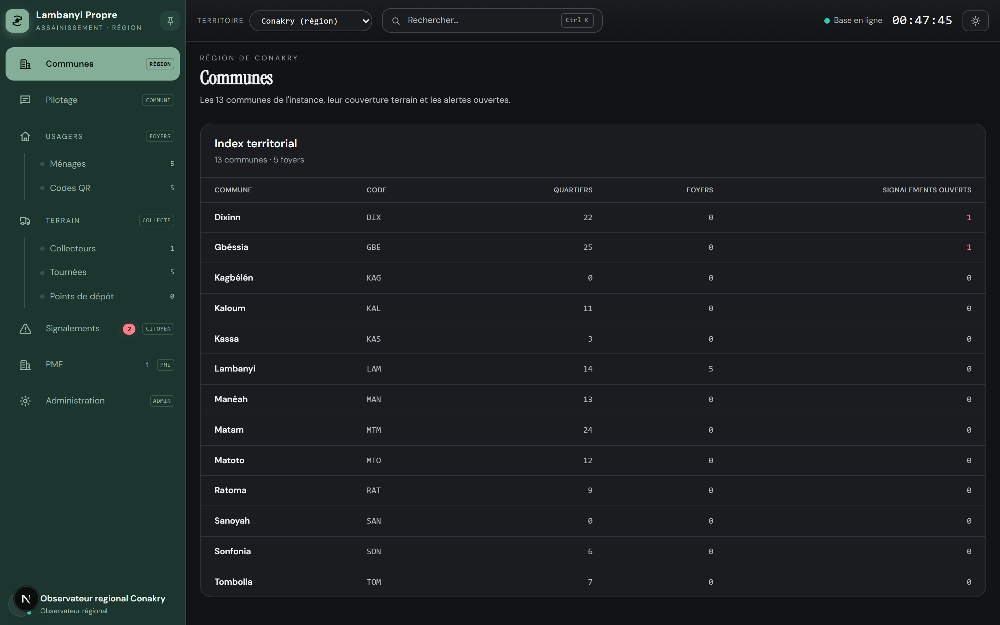 Lambanyi Propre
ASSAINISSEMENT · RÉGION
Communes RÉGION
Pilotage COMMUNE
USAGERS FOYERS
Ménages 5
Codes QR 5
TERRAIN COLLECTE
Collecteurs 1
Tournées 5
Points de dépôt 0
Signalements 2 CITOYEN
PME 1 PME
Administration ADMIN
N
Observateur regional Conakry
Observateur régional
TERRITOIRE Conakry (région) Rechercher... Ctrl K Base en ligne 00:47:45
RÉGION DE CONAKRY
Communes
Les 13 communes de l'instance, leur couverture terrain et les alertes ouvertes.
Index territorial
13 communes · 5 foyers
COMMUNE CODE QUARTIERS FOYERS SIGNALEMENTS OUVERTS
Dixinn DIX 22 0 1
Gbéssia GBE 25 0 1
Kagbélén KAG 0 0 0
Kaloum KAL 11 0 0
Kassa KAS 3 0 0
Lambanyi LAM 14 5 0
Manéah MAN 13 0 0
Matam MTM 24 0 0
Matoto MTO 12 0 0
Ratoma RAT 9 0 0
Sanoyah SAN 0 0 0
Sonfonia SON 6 0 0
Tombolia TOM 7 0 0